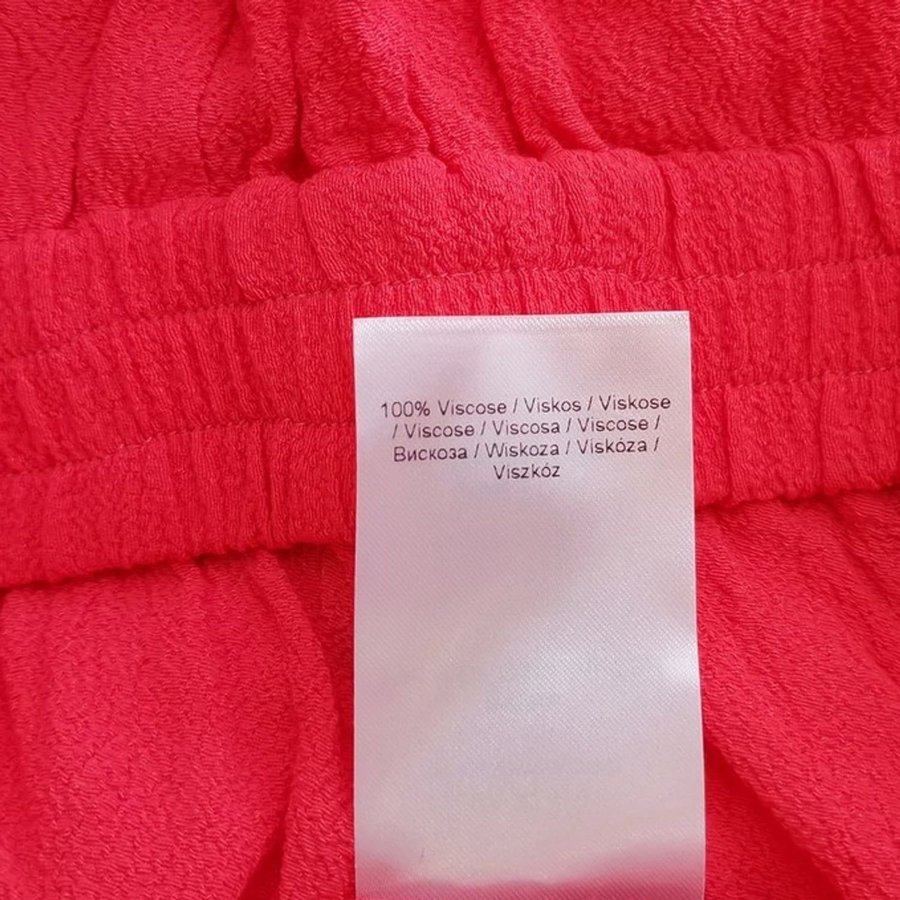 100% Viscose / Viskos / Viskose
/ Viscose / Viscosa / Viscose /
Вискоза / Wiskoza / Viskóza /
Viszkóz